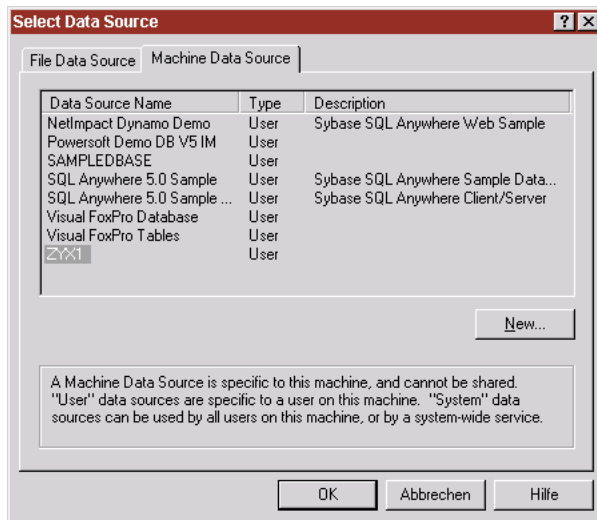 Select Data Source
File Data Source Machine Data Source
Data Source Name Type Description
NetImpact Dynamo Demo User Sybase SQL Anywhere Web Sample
Powersoft Demo DB V5 IM User
SAMPLEDBASE User
SQL Anywhere 5.0 Sample User Sybase SQL Anywhere Sample Data...
SQL Anywhere 5.0 Sample ... User Sybase SQL Anywhere Client/Server
Visual FoxPro Database User
Visual FoxPro Tables User
ZYX1 User
New...
A Machine Data Source is specific to this machine, and cannot be shared.
"User" data sources are specific to a user on this machine. "System" data
sources can be used by all users on this machine, or by a system-wide service.
OK Abbrechen Hilfe